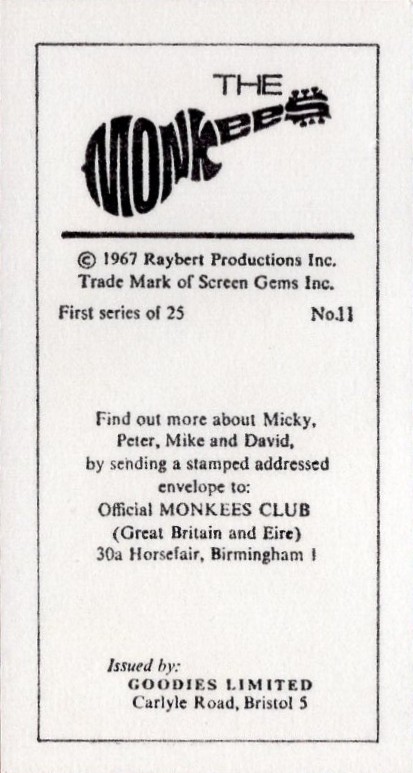 THE
MONKEES
© 1967 Raybert Productions Inc.
Trade Mark of Screen Gems Inc.
First series of 25 No.11
Find out more about Micky,
Peter, Mike and David,
by sending a stamped addressed
envelope to:
Official MONKEES CLUB
(Great Britain and Eire)
30a Horsefair, Birmingham 1
Issued by:
GOODIES LIMITED
Carlyle Road, Bristol 5